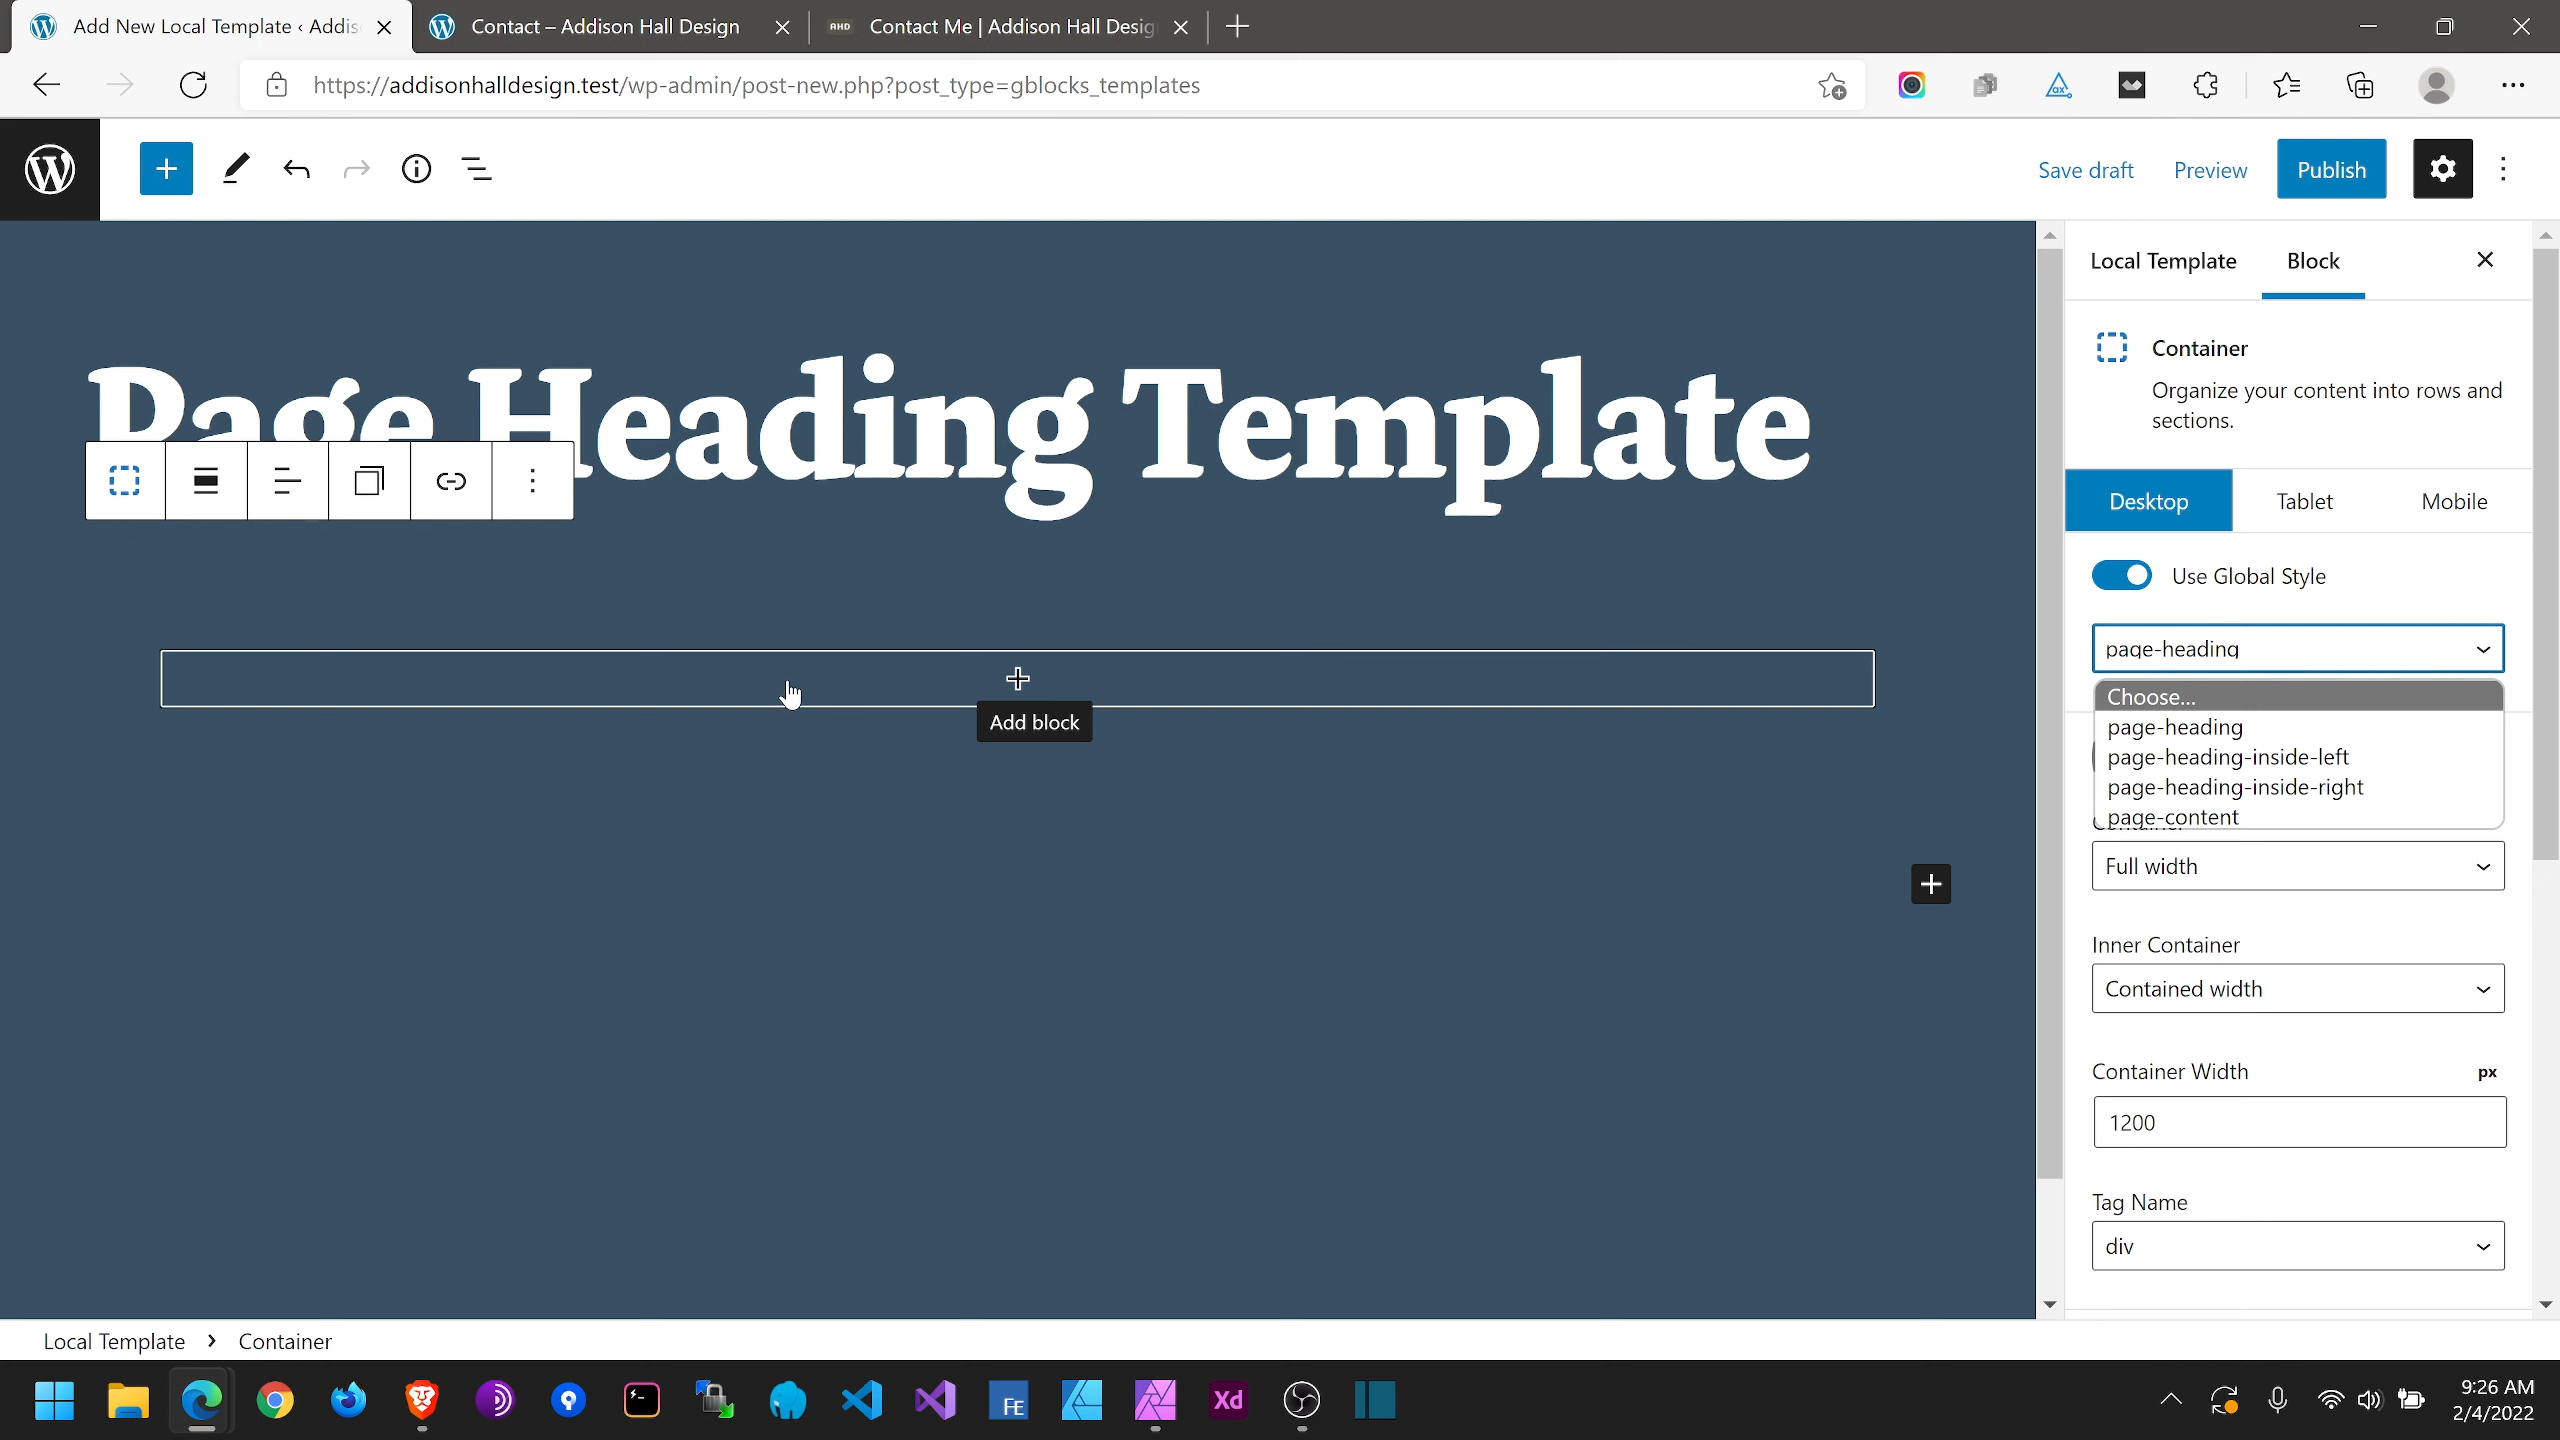 Add New Local Template ‹ Addis
Contact – Addison Hall Design
AHD
Contact Me | Addison Hall Desig
https://addisonhalldesign.test/wp-admin/post-new.php?post_type=gblocks_templates
Save draft
Preview
Publish
Page Heading Template
Add block
Local Template
Block
Container
Organize your content into rows and
sections.
Desktop
Tablet
Mobile
Use Global Style
page-heading
Choose...
page-heading
page-heading-inside-left
page-heading-inside-right
page-content
Container
Full width
Inner Container
Contained width
Container Width
px
1200
Tag Name
div
Local Template
Container
FE
Xd
9:26 AM
2/4/2022